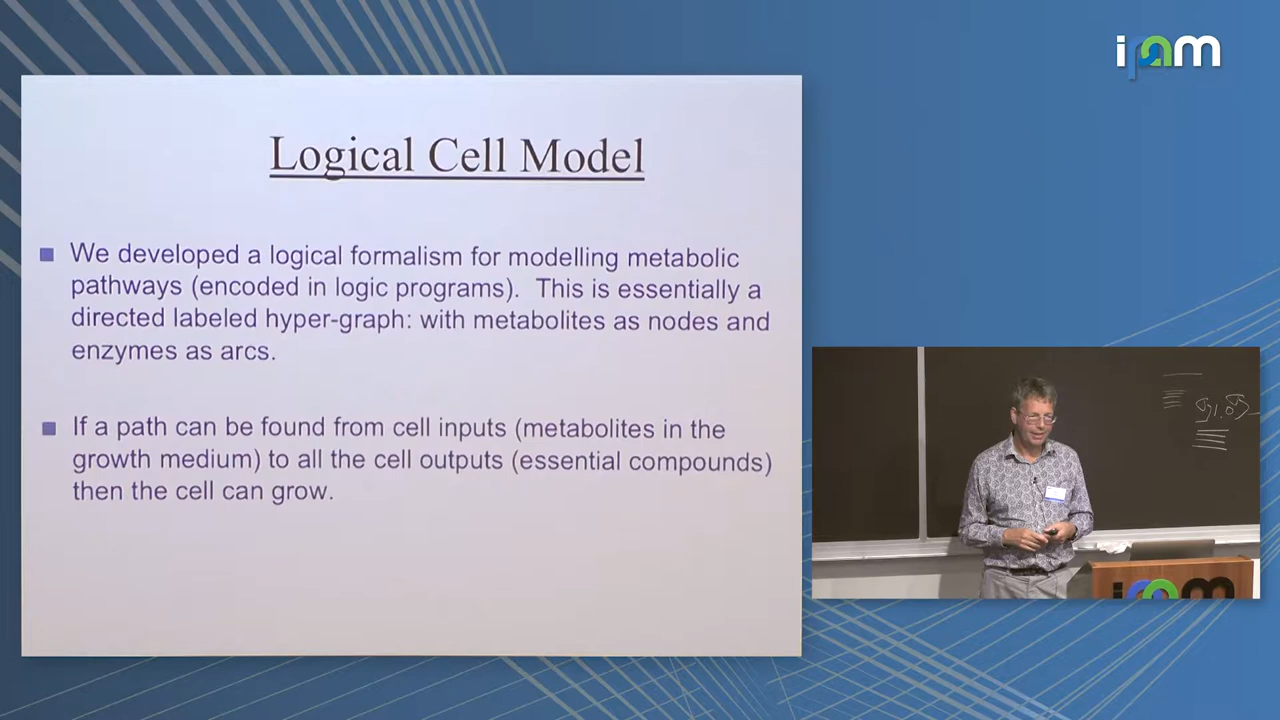 ipam
Logical Cell Model
We developed a logical formalism for modelling metabolic
pathways (encoded in logic programs).  This is essentially a
directed labeled hyper-graph: with metabolites as nodes and
enzymes as arcs.
If a path can be found from cell inputs (metabolites in the
growth medium) to all the cell outputs (essential compounds)
then the cell can grow.
ipam